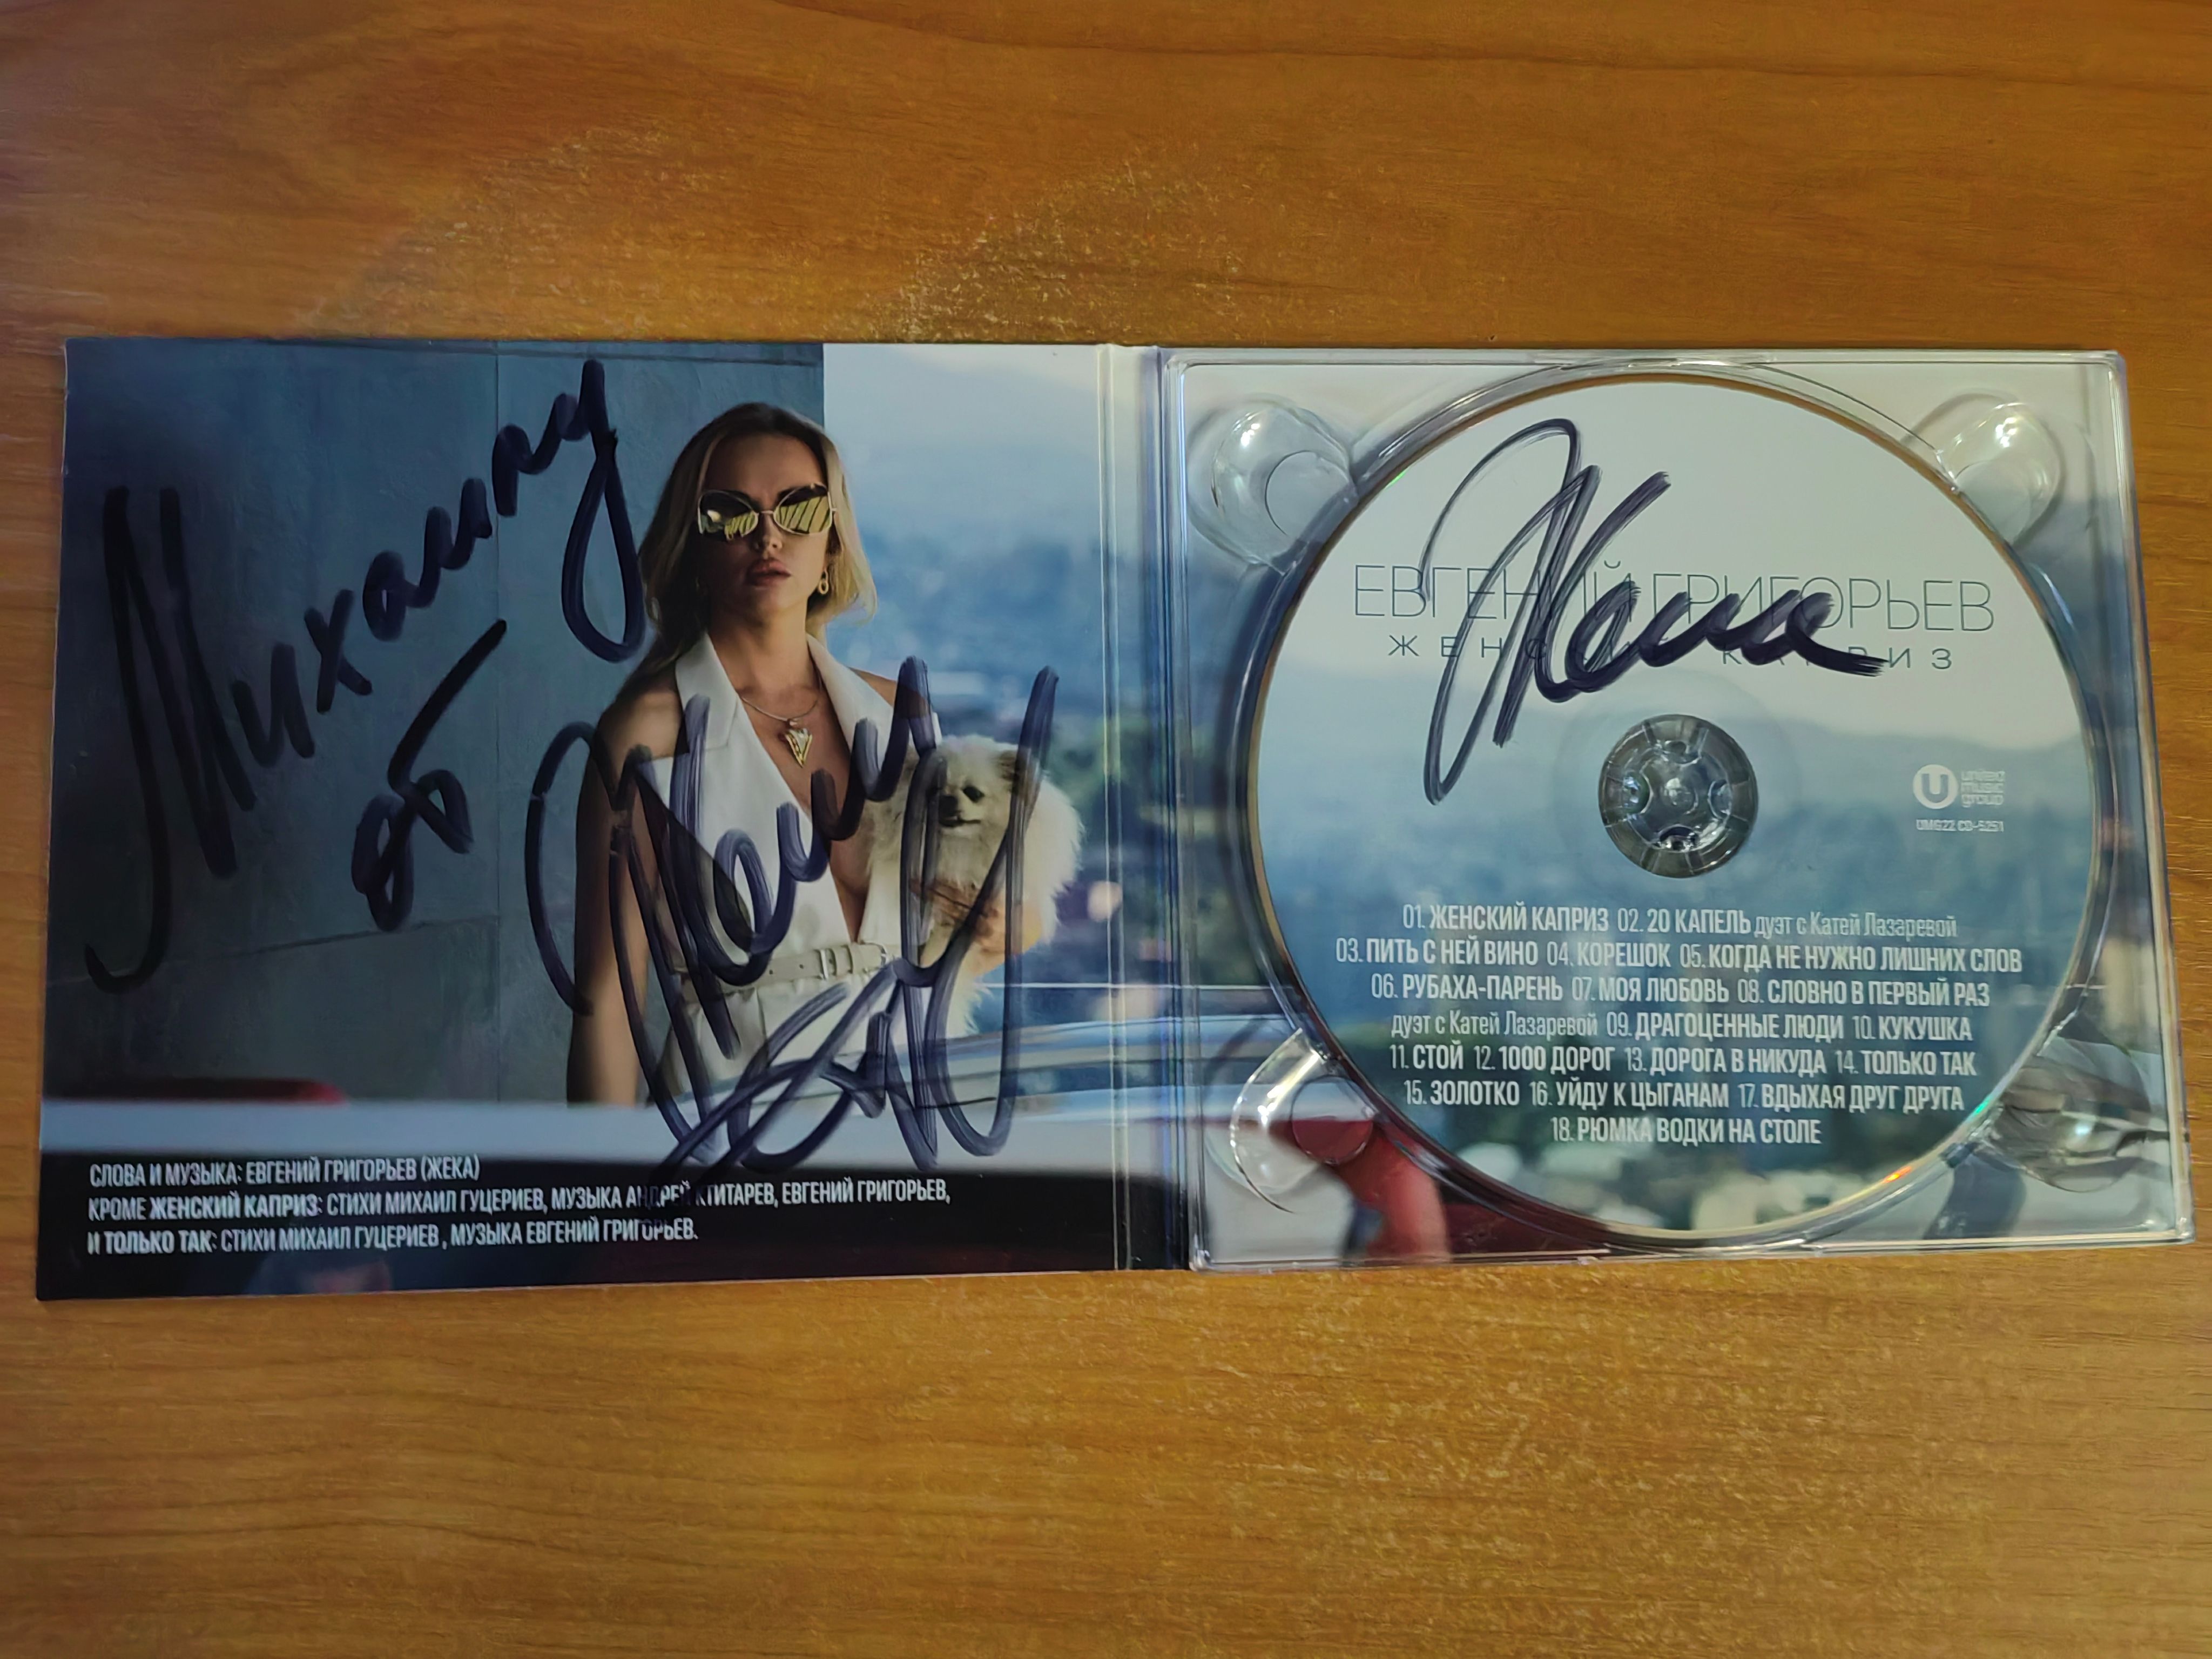 Михаилу
от
СЛОВА И МУЗЫКА: ЕВГЕНИЙ ГРИГОРЬЕВ (ЖЕКА)
КРОМЕ ЖЕНСКИЙ КАПРИЗ: СТИХИ МИХАИЛ ГУЦЕРИЕВ, МУЗЫКА АНДРЕЙ КТИТАРЕВ, ЕВГЕНИЙ ГРИГОРЬЕВ,
И ТОЛЬКО ТАК: СТИХИ МИХАИЛ ГУЦЕРИЕВ, МУЗЫКА ЕВГЕНИЙ ГРИГОРЬЕВ.
Жека
ЕВГЕНИЙ ГРИГОРЬЕВ
ЖЕНСКИЙ КАПРИЗ
united
music
group
UMG22 CD-5251
01. ЖЕНСКИЙ КАПРИЗ 02. 20 КАПЕЛЬ дуэт с Катей Лазаревой
03. ПИТЬ С НЕЙ ВИНО 04. КОРЕШОК 05. КОГДА НЕ НУЖНО ЛИШНИХ СЛОВ
06. РУБАХА-ПАРЕНЬ 07. МОЯ ЛЮБОВЬ 08. СЛОВНО В ПЕРВЫЙ РАЗ
дуэт с Катей Лазаревой 09. ДРАГОЦЕННЫЕ ЛЮДИ 10. КУКУШКА
11. СТОЙ 12. 1000 ДОРОГ 13. ДОРОГА В НИКУДА 14. ТОЛЬКО ТАК
15. ЗОЛОТКО 16. УЙДУ К ЦЫГАНАМ 17. ВДЫХАЯ ДРУГ ДРУГА
18. РЮМКА ВОДКИ НА СТОЛЕ